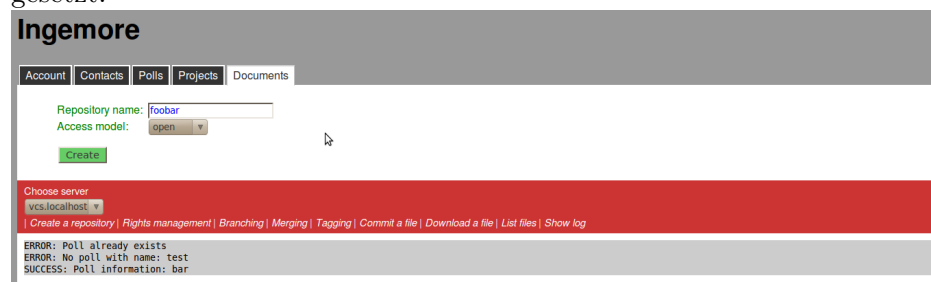 gesetzt.
Ingemore
Account Contacts Polls Projects Documents
Repository name: foobar
Access model: open
Create
Choose server
vcs.localhost
| Create a repository | Rights management | Branching | Merging | Tagging | Commit a file | Download a file | List files | Show log
ERROR: Poll already exists
ERROR: No poll with name: test
SUCCESS: Poll information: bar